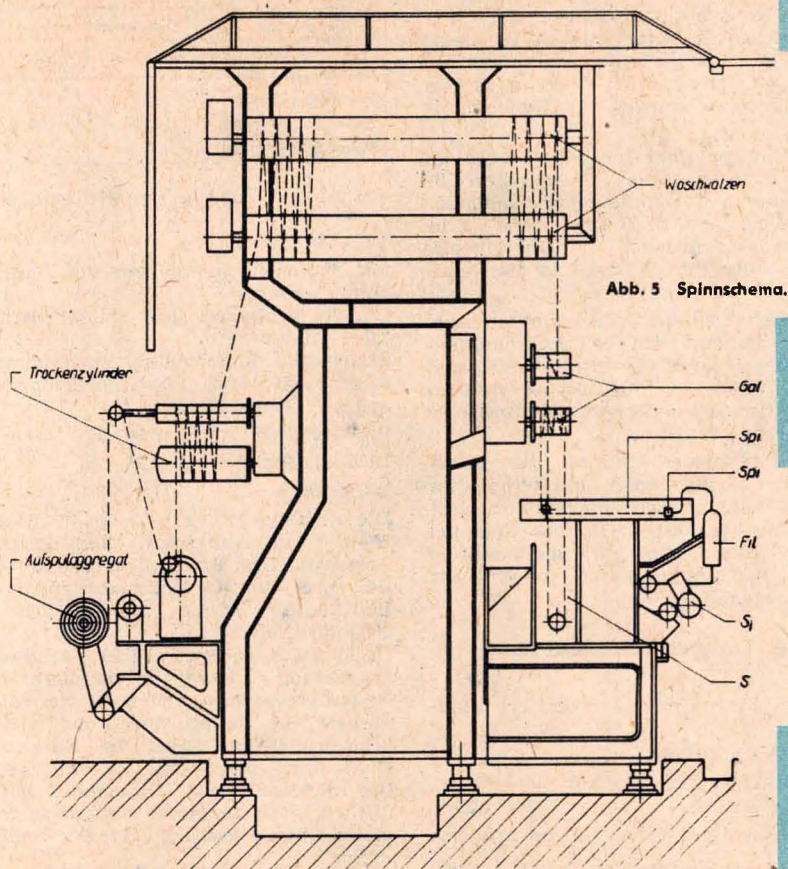 Waschwalzen
Abb. 5 Spinnschema.
Trockenzylinder
Gal
Spi
Spi
Fil
Aufspulaggregat
Si
S